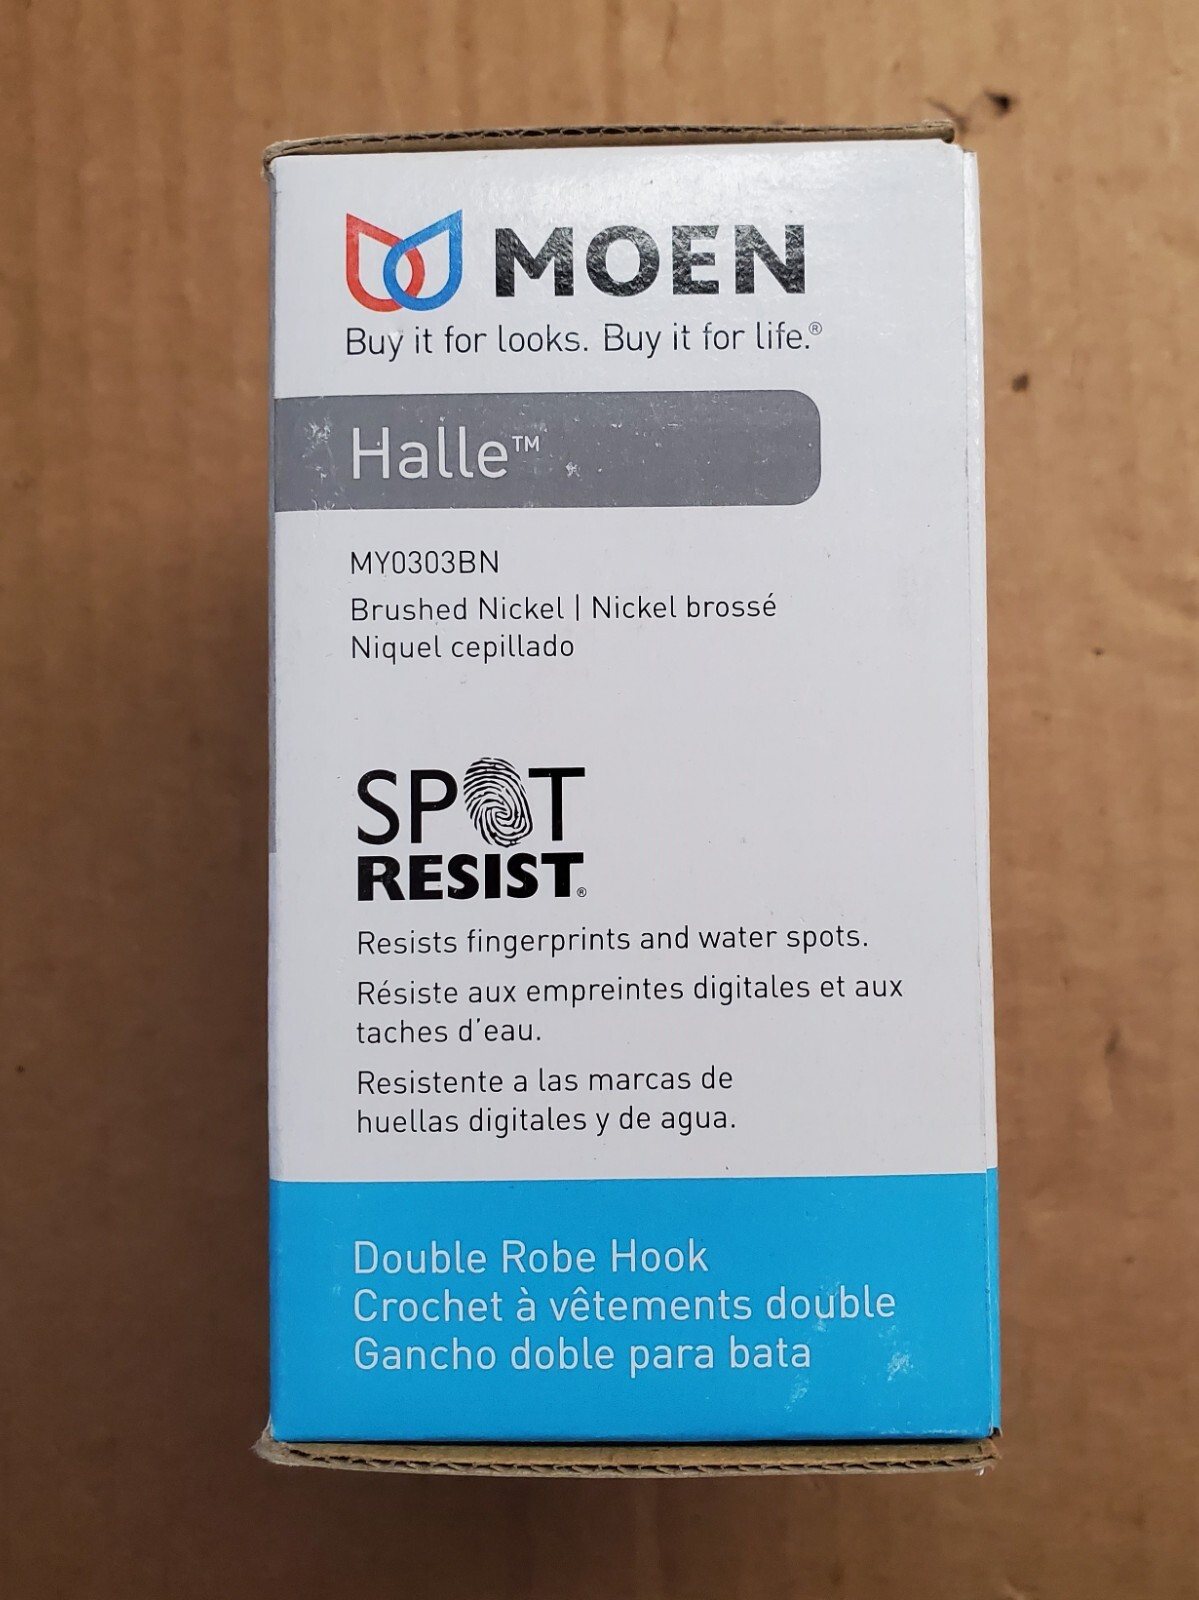 MOEN
Buy it for looks. Buy it for life.®
Halle™
MY0303BN
Brushed Nickel | Nickel brossé
Niquel cepillado
SPOT
RESIST®
Resists fingerprints and water spots.
Résiste aux empreintes digitales et aux
taches d'eau.
Resistente a las marcas de
huellas digitales y de agua.
Double Robe Hook
Crochet à vêtements double
Gancho doble para bata